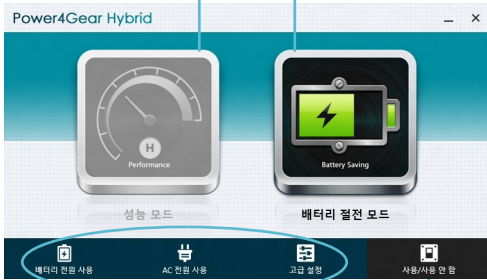 Power4Gear Hybrid
H
Performance
Battery Saving
성능 모드
배터리 절전 모드
배터리 전원 사용
AC 전원 사용
고급 설정
사용/사용 안 함